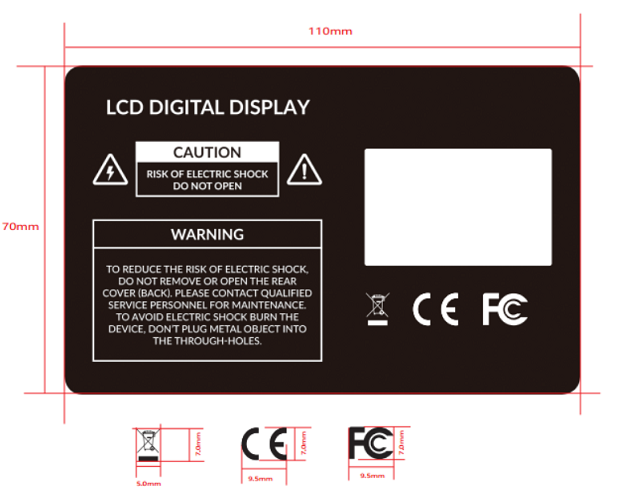 110mm
70mm
LCD DIGITAL DISPLAY
CAUTION
RISK OF ELECTRIC SHOCK
DO NOT OPEN
WARNING
TO REDUCE THE RISK OF ELECTRIC SHOCK,
DO NOT REMOVE OR OPEN THE REAR
COVER (BACK). PLEASE CONTACT QUALIFIED
SERVICE PERSONNEL FOR MAINTENANCE.
TO AVOID ELECTRIC SHOCK BURN THE
DEVICE, DON'T PLUG METAL OBJECT INTO
THE THROUGH-HOLES.
CE FC
7.0mm
5.0mm
CE
7.0mm
9.5mm
FC
7.0mm
9.5mm